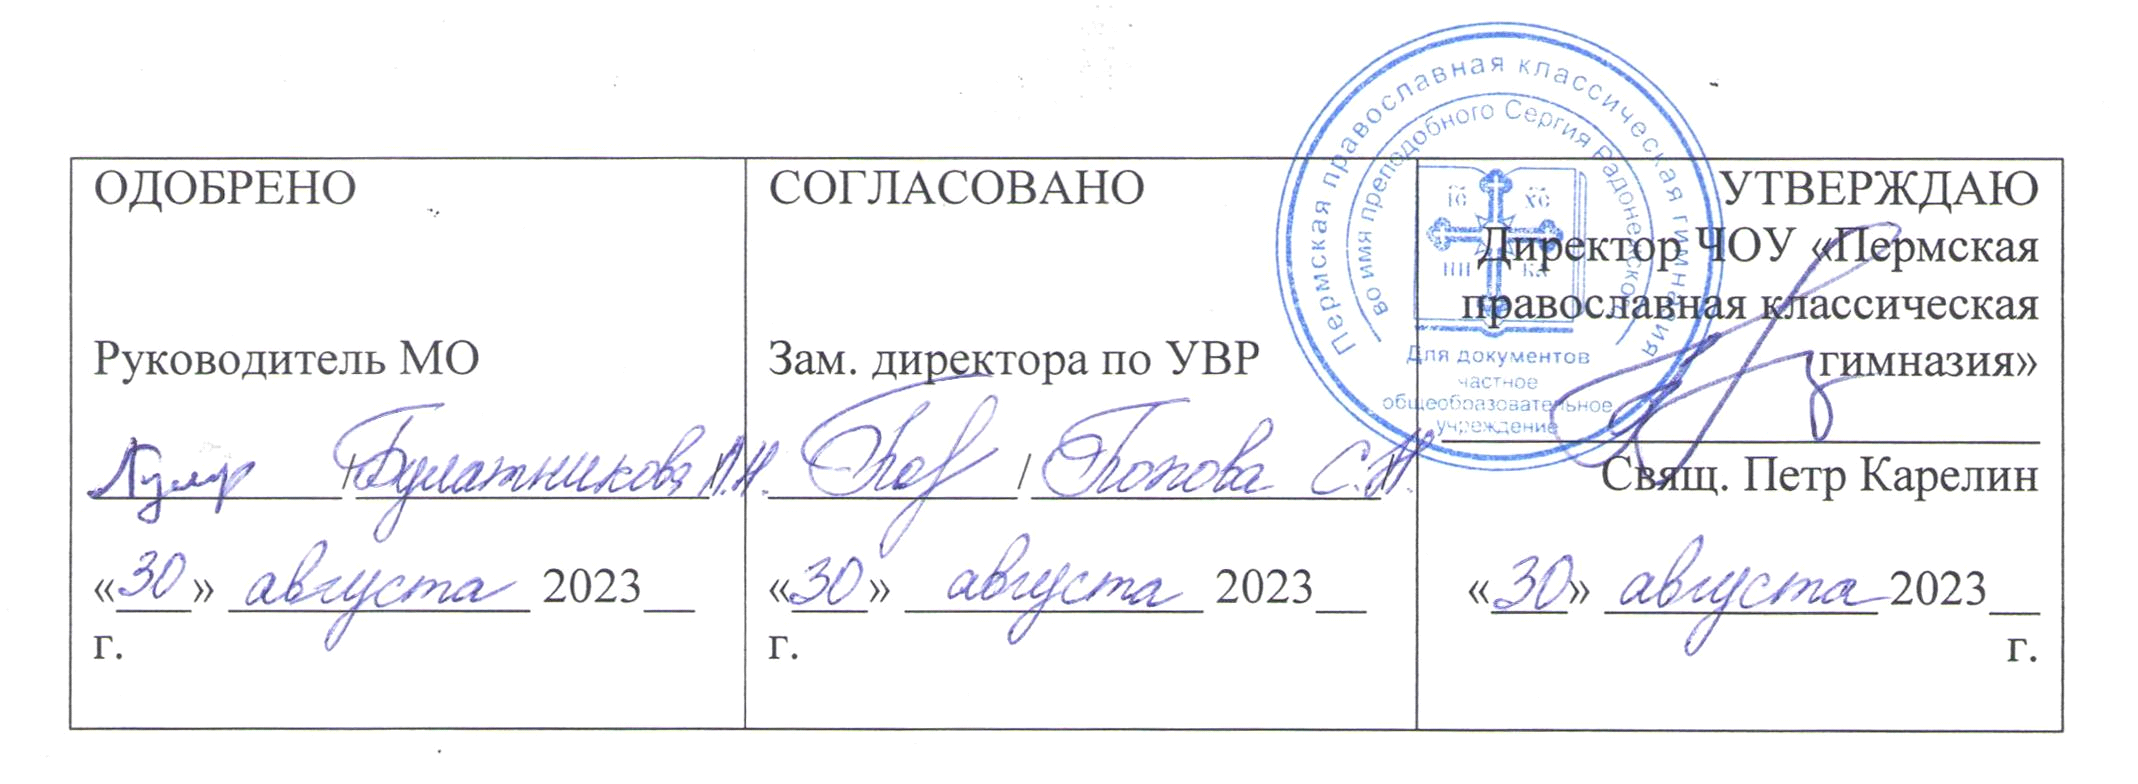 ОДОБРЕНО
Руководитель МО
/ Булатникова
«30» августа 2023__
г.
СОГЛАСОВАНО
Зам. директора по УВР
Поп / Попова С.
«30» августа 2023__
г.
УТВЕРЖДАЮ
Директор ЧОУ «Пермская
православная классическая
гимназия»
Свящ. Петр Карелин
«30» августа 2023__
г.
Пермская православная классическая гимназия
во имя преподобного Сергия Радонежского
Для документов
частное
общеобразовательное
учреждение